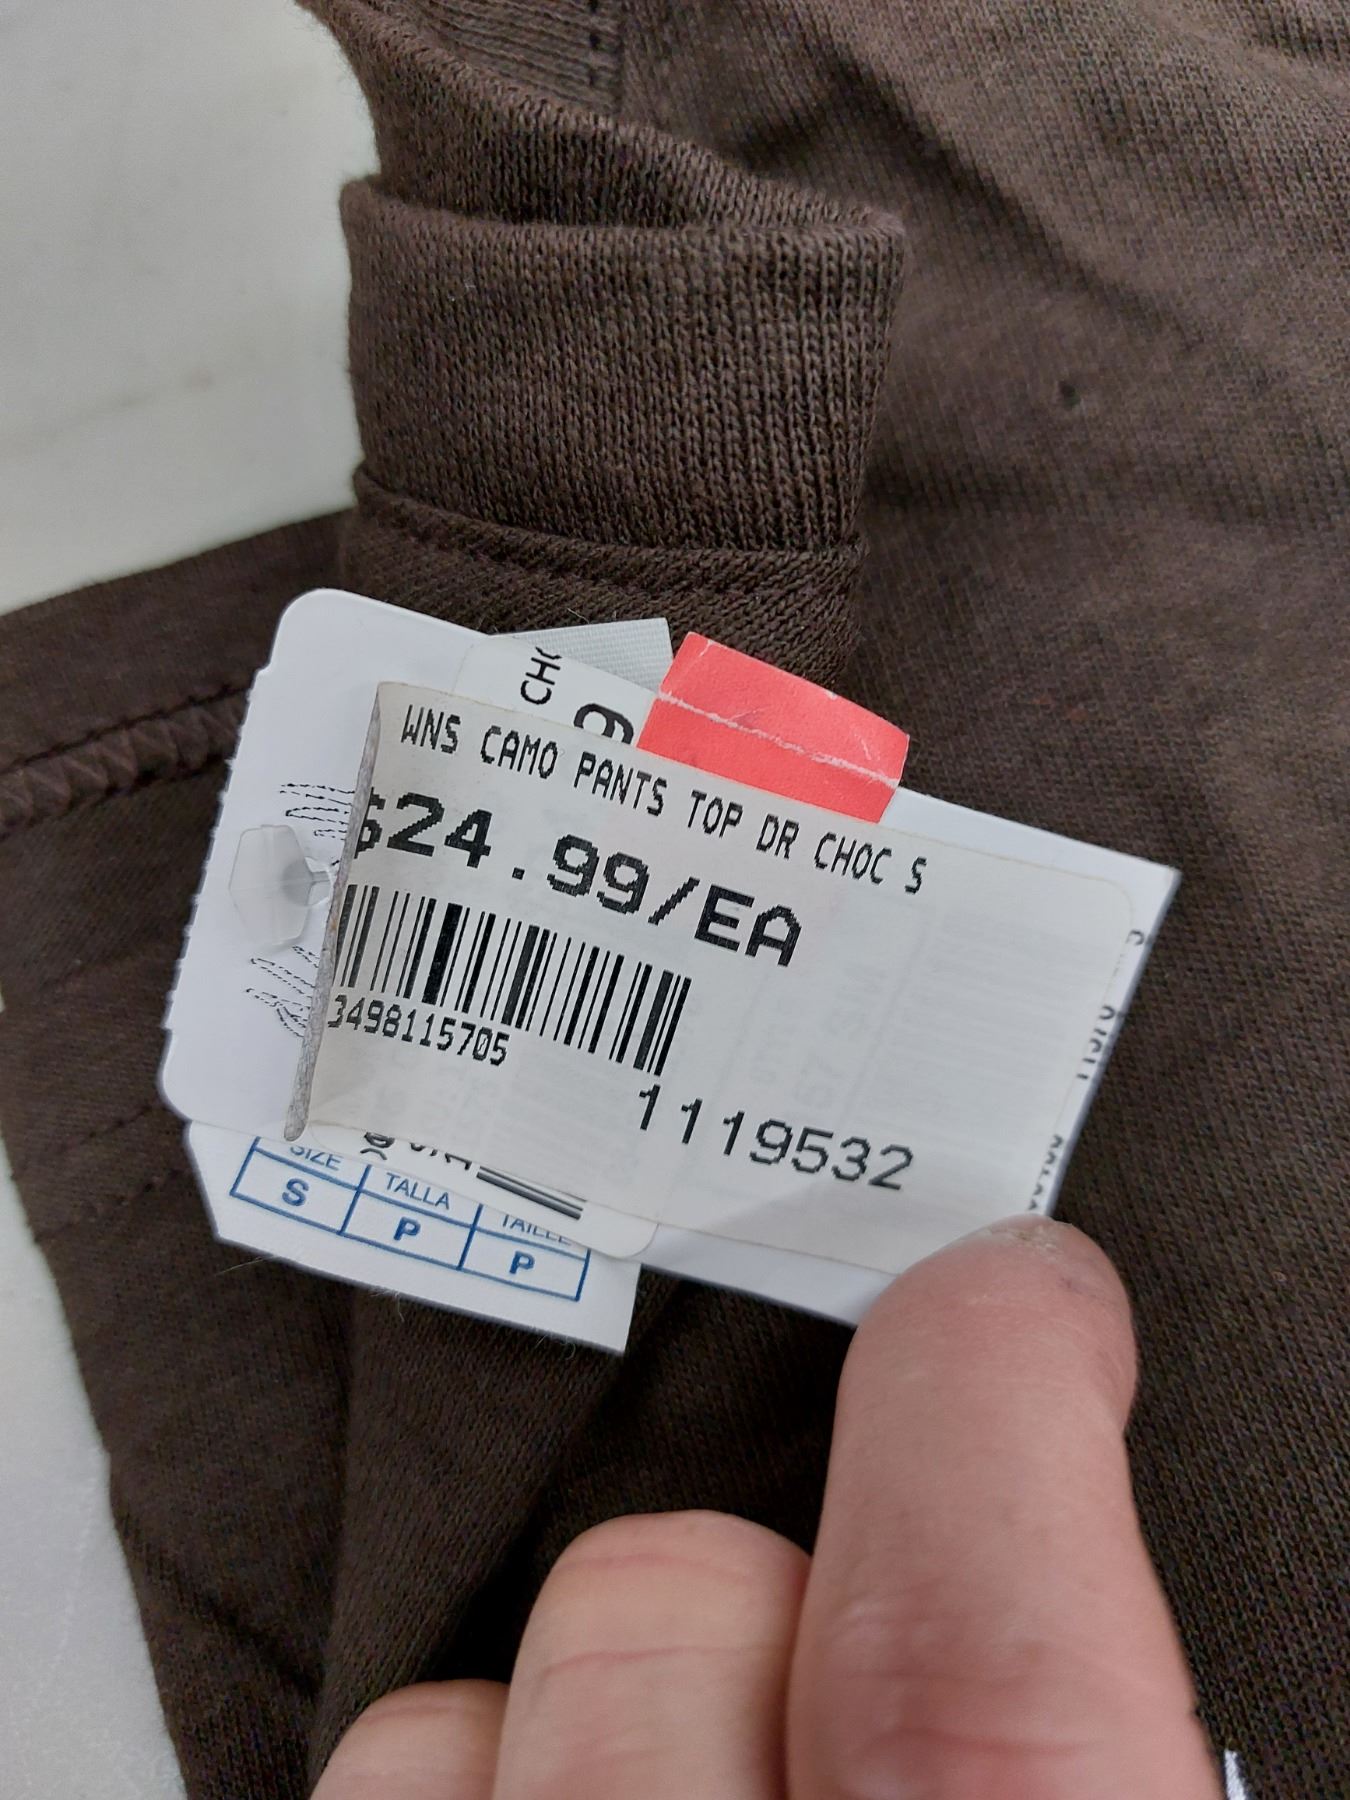 WNS CAMO PANTS TOP DR CHOC S
$24.99/EA
3498115705
1119532
SIZE TALLA TAILLE
S P P